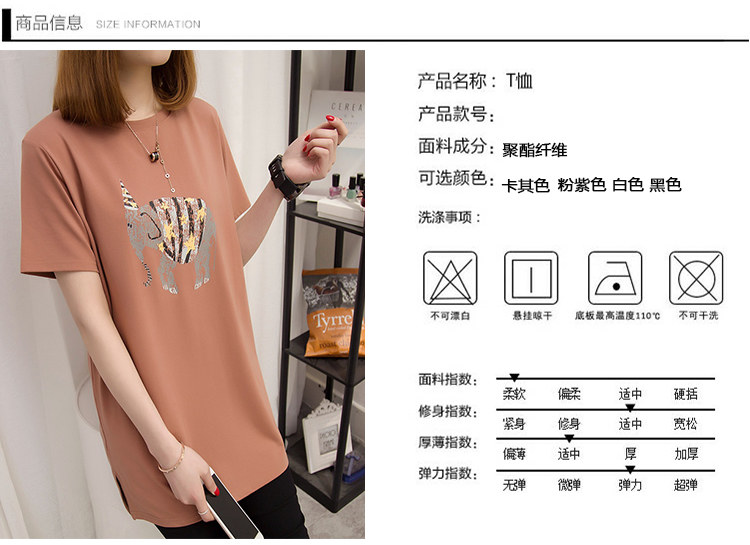 商品信息 SIZE INFORMATION
产品名称: T恤
产品款号:
面料成分: 聚酯纤维
可选颜色: 卡其色 粉紫色 白色 黑色
洗涤事项:
不可漂白 悬挂晾干 底板最高温度110℃ 不可干洗
面料指数:
柔软 偏柔 适中 硬挺
修身指数:
紧身 修身 适中 宽松
厚薄指数:
偏薄 适中 厚 加厚
弹力指数:
无弹 微弹 弹力 超弹
CEREA
Tyrre